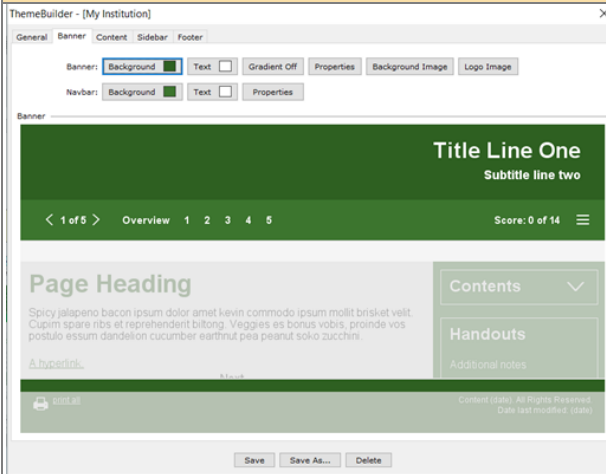 ThemeBuilder - [My Institution]
General Banner Content Sidebar Footer
Banner: Background Text Gradient Off Properties Background Image Logo Image
Navbar: Background Text Properties
Banner
Title Line One
Subtitle line two
< 1 of 5 > Overview 1 2 3 4 5 Score: 0 of 14
Page Heading
Spicy jalapeno bacon ipsum dolor amet kevin commodo ipsum mollit brisket velit.
Cupim spare ribs et reprehenderit biltong. Veggies es bonus vobis, proinde vos
postulo essum dandelion cucumber earthnut pea peanut soko zucchini.
A hyperlink.
Next
Contents
Handouts
Additional notes
print all
Content (date). All Rights Reserved.
Date last modified: (date)
Save Save As... Delete